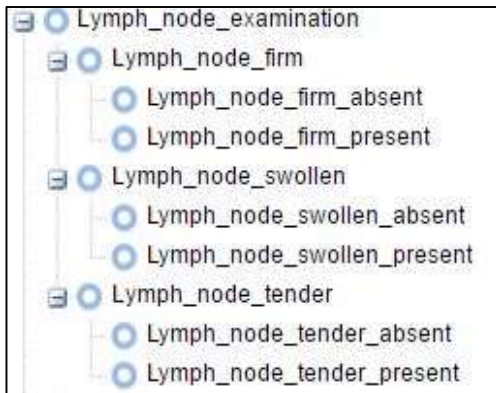 Lymph_node_examination
Lymph_node_firm
Lymph_node_firm_absent
Lymph_node_firm_present
Lymph_node_swollen
Lymph_node_swollen_absent
Lymph_node_swollen_present
Lymph_node_tender
Lymph_node_tender_absent
Lymph_node_tender_present